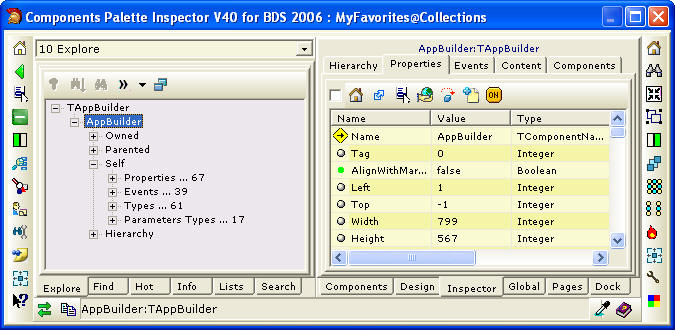 Components Palette Inspector V40 for BDS 2006 : MyFavorites@Collections
10 Explore
TAppBuilder
AppBuilder
Owned
Parented
Self
Properties ... 67
Events ... 39
Types ... 61
Parameters Types ... 17
Hierarchy
Explore Find Hot Info Lists Search
AppBuilder:TAppBuilder
Hierarchy Properties Events Content Components
ON
Name Value Type
Name AppBuilder TComponentNa...
Tag 0 Integer
AlignWithMar... false Boolean
Left 1 Integer
Top -1 Integer
Width 799 Integer
Height 567 Integer
Components Design Inspector Global Pages Dock
AppBuilder:TAppBuilder